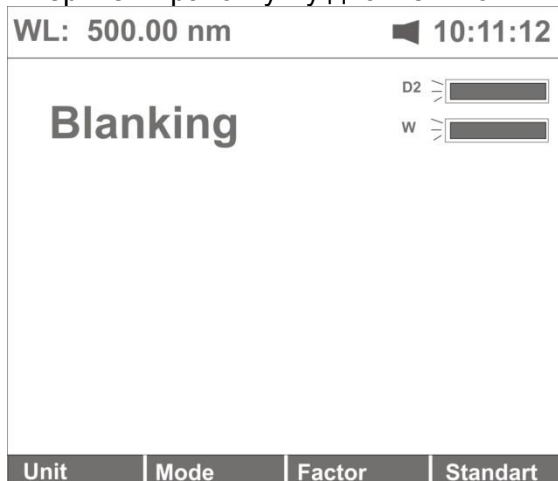 WL: 500.00 nm 10:11:12
D2
Blanking
W
Unit Mode Factor Standart